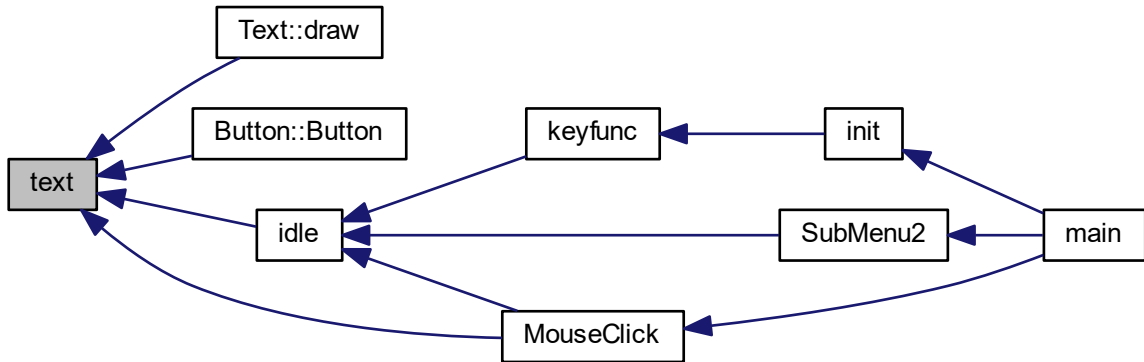 Text::draw
Button::Button
keyfunc
init
text
idle
SubMenu2
main
MouseClick